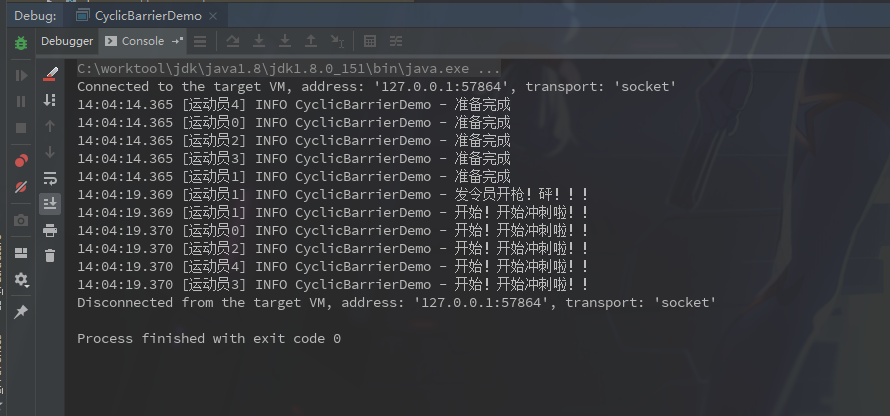 Debug: CyclicBarrierDemo ×
Debugger Console
C:\worktool\jdk\java1.8\jdk1.8.0_151\bin\java.exe ...
Connected to the target VM, address: '127.0.0.1:57864', transport: 'socket'
14:04:14.365 [运动员4] INFO CyclicBarrierDemo - 准备完成
14:04:14.365 [运动员0] INFO CyclicBarrierDemo - 准备完成
14:04:14.365 [运动员2] INFO CyclicBarrierDemo - 准备完成
14:04:14.365 [运动员3] INFO CyclicBarrierDemo - 准备完成
14:04:14.365 [运动员1] INFO CyclicBarrierDemo - 准备完成
14:04:19.369 [运动员1] INFO CyclicBarrierDemo - 发令员开枪！砰！！！
14:04:19.369 [运动员1] INFO CyclicBarrierDemo - 开始！开始冲刺啦！！
14:04:19.370 [运动员0] INFO CyclicBarrierDemo - 开始！开始冲刺啦！！
14:04:19.370 [运动员2] INFO CyclicBarrierDemo - 开始！开始冲刺啦！！
14:04:19.370 [运动员4] INFO CyclicBarrierDemo - 开始！开始冲刺啦！！
14:04:19.370 [运动员3] INFO CyclicBarrierDemo - 开始！开始冲刺啦！！
Disconnected from the target VM, address: '127.0.0.1:57864', transport: 'socket'
Process finished with exit code 0